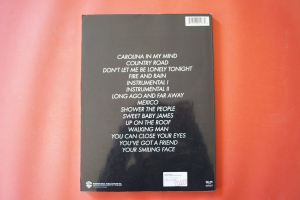 CAROLINA IN MY MIND
COUNTRY ROAD
DON'T LET ME BE LONELY TONIGHT
FIRE AND RAIN
INSTRUMENTAL I
INSTRUMENTAL II
LONG AGO AND FAR AWAY
MEXICO
SHOWER THE PEOPLE
SWEET BABY JAMES
UP ON THE ROOF
WALKING MAN
YOU CAN CLOSE YOUR EYES
YOU'VE GOT A FRIEND
YOUR SMILING FACE